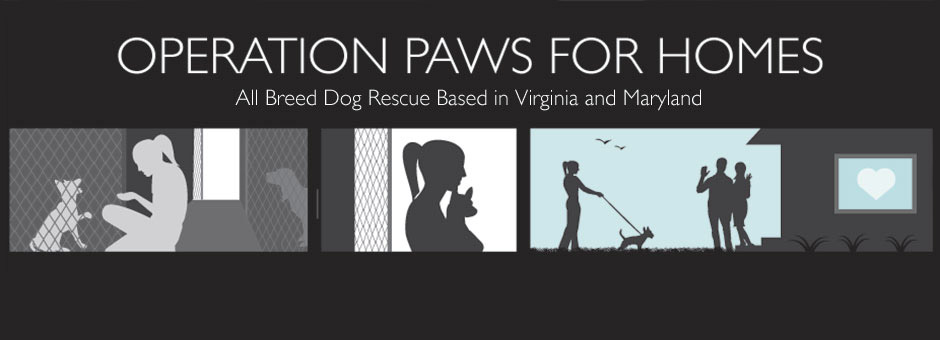 OPERATION PAWS FOR HOMES
All Breed Dog Rescue Based in Virginia and Maryland